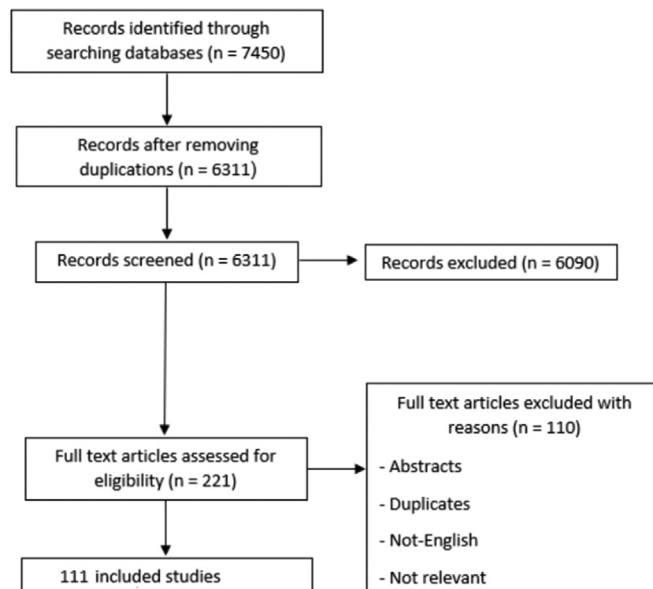 Records identified through
searching databases (n = 7450)
Records after removing
duplications (n = 6311)
Records screened (n = 6311)
Records excluded (n = 6090)
Full text articles assessed for
eligibility (n = 221)
Full text articles excluded with
reasons (n = 110)
- Abstracts
- Duplicates
- Not-English
- Not relevant
111 included studies